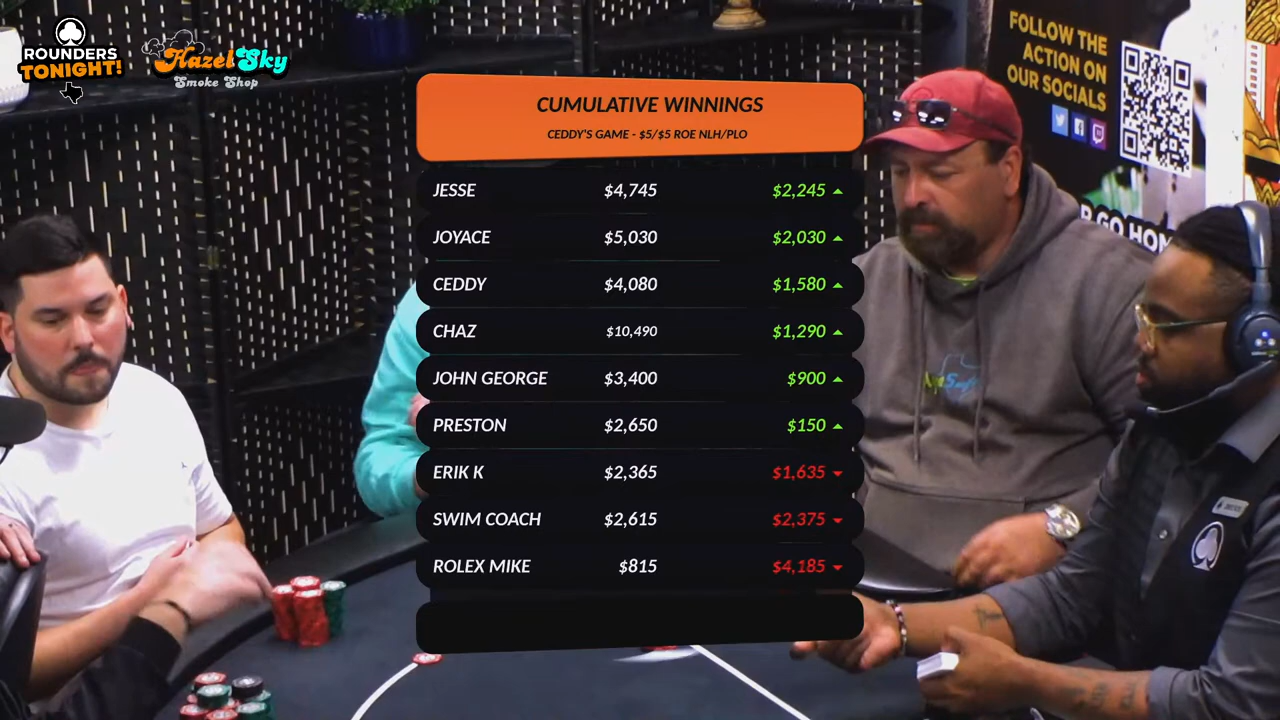 ROUNDERS
TONIGHT!
HazelSky
Smoke Shop
FOLLOW THE
ACTION ON
OUR SOCIALS
CUMULATIVE WINNINGS
CEDDY'S GAME - $5/$5 ROE NLH/PLO
JESSE $4,745 $2,245
JOYACE $5,030 $2,030
CEDDY $4,080 $1,580
CHAZ $10,490 $1,290
JOHN GEORGE $3,400 $900
PRESTON $2,650 $150
ERIK K $2,365 $1,635
SWIM COACH $2,615 $2,375
ROLEX MIKE $815 $4,185
R GO HOM